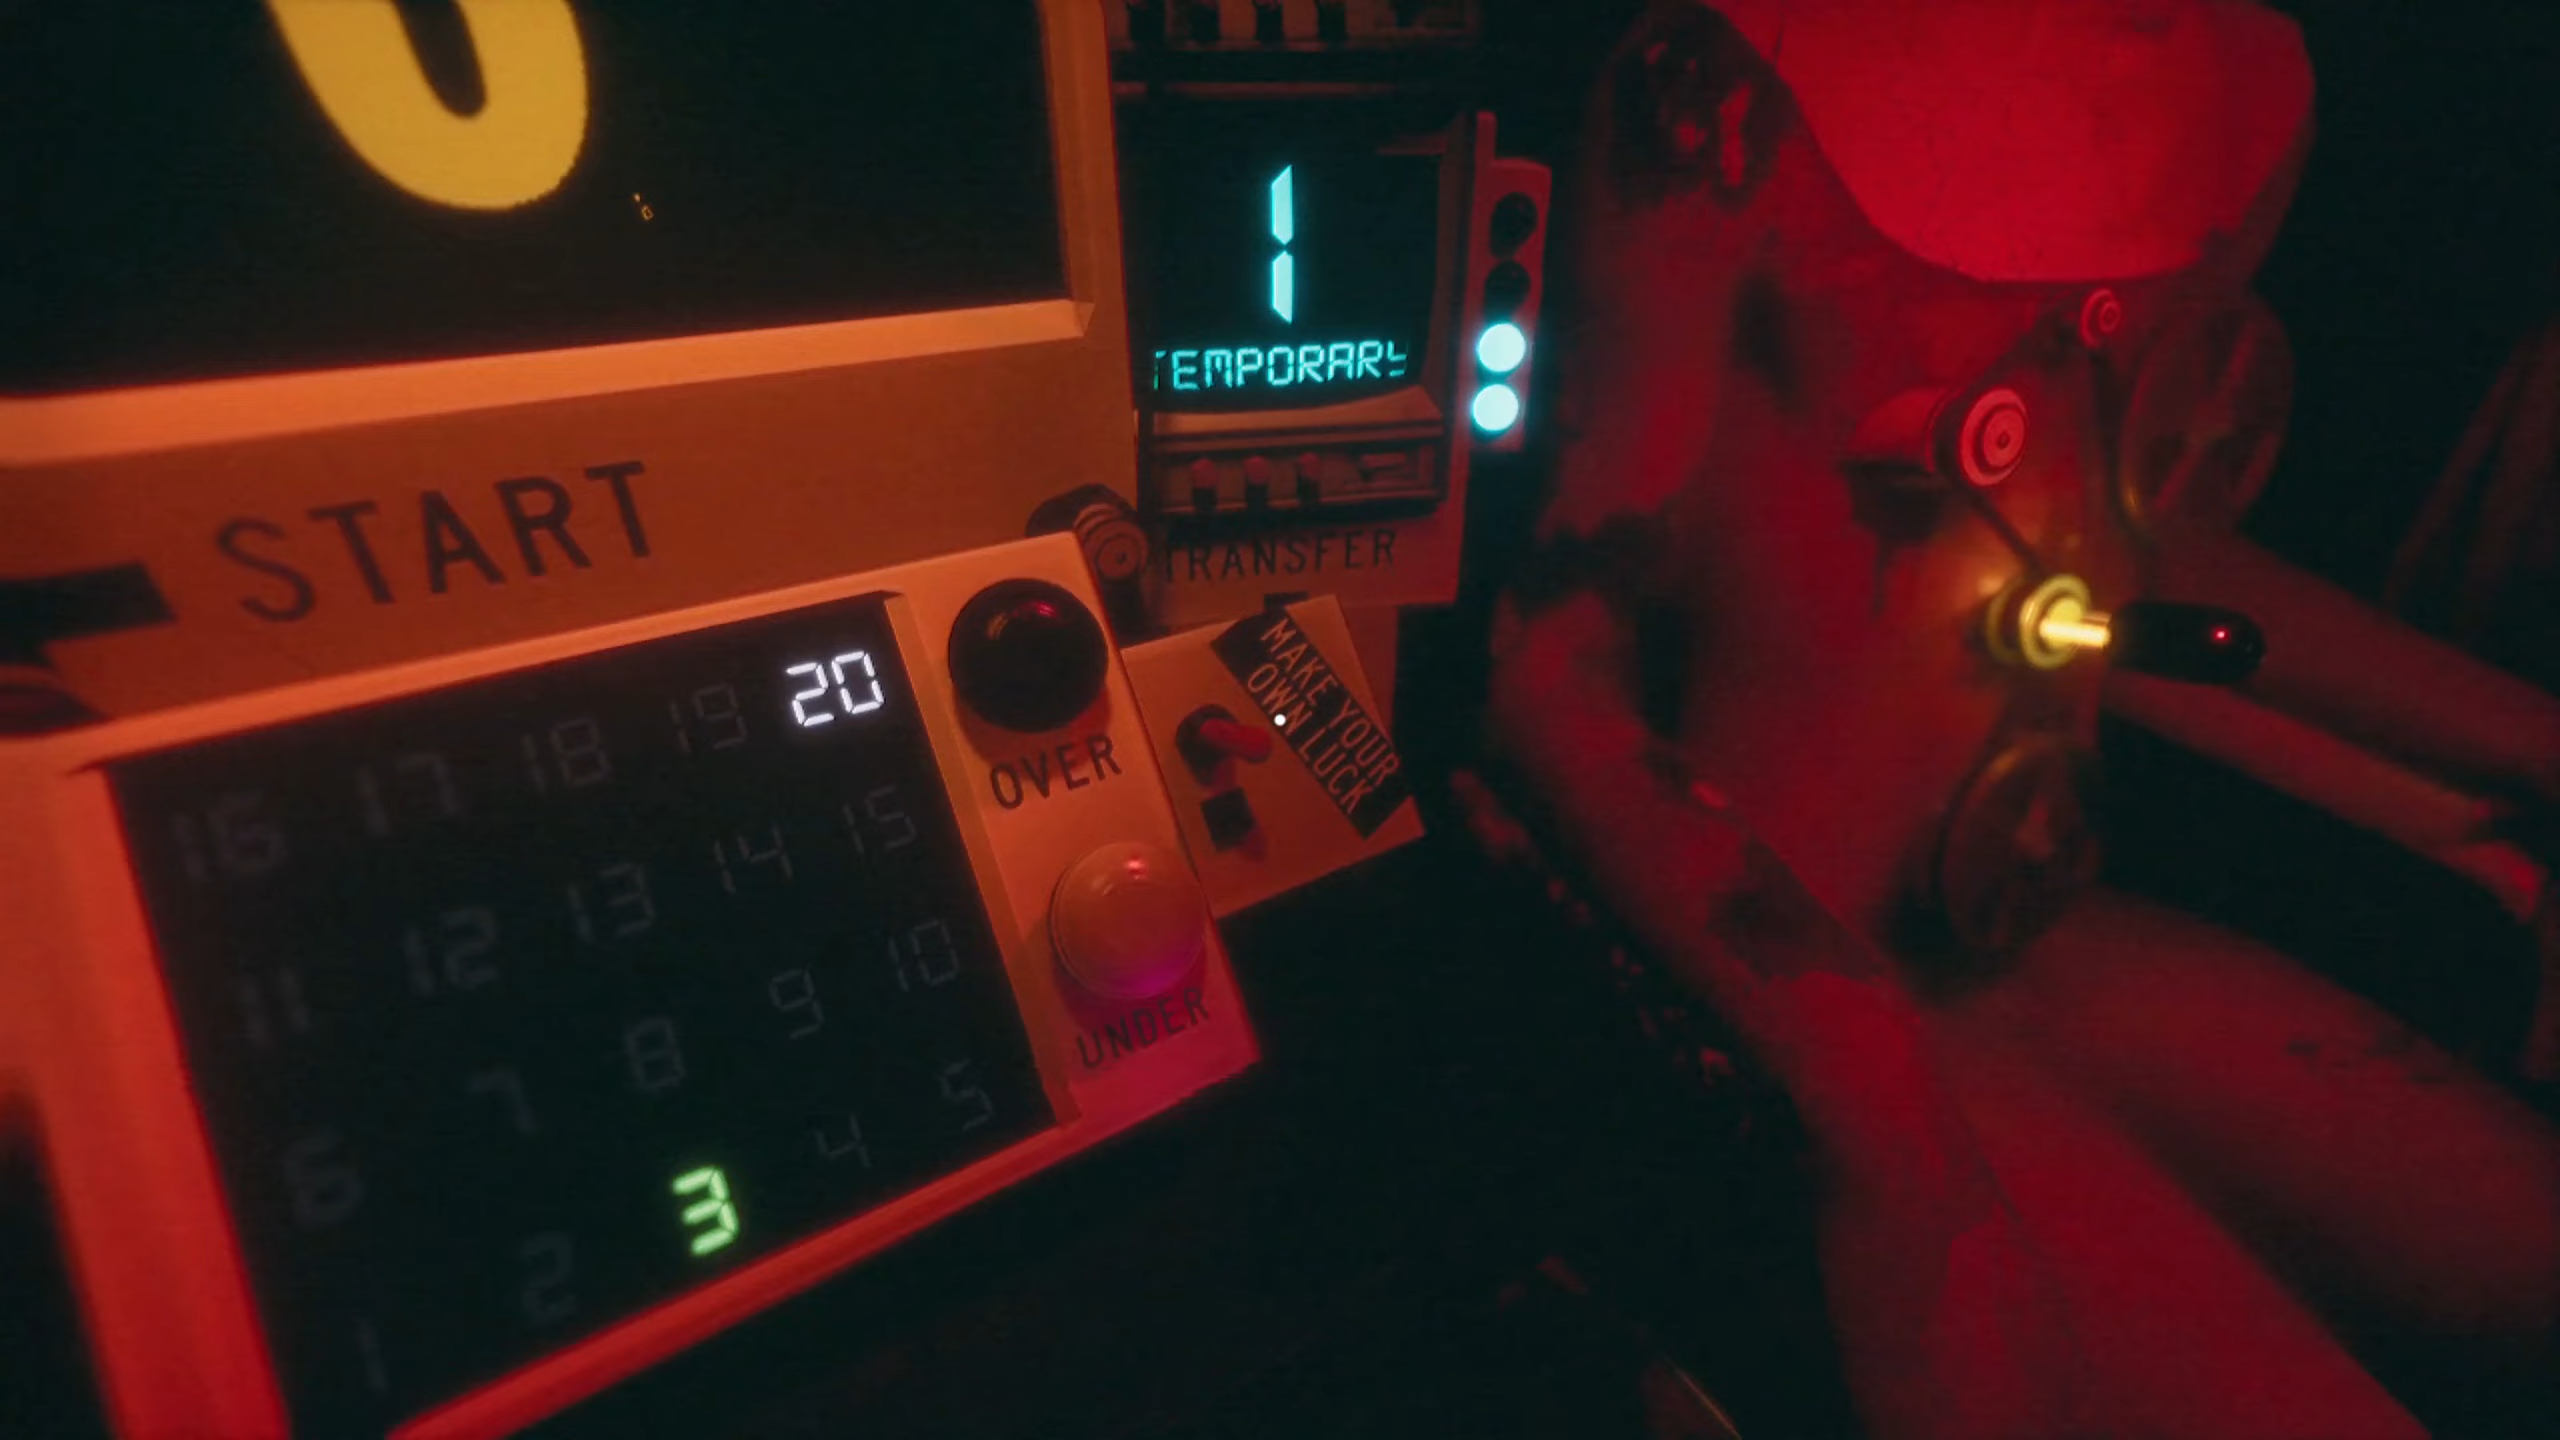 1
TEMPORARY
START
TRANSFER
MAKE YOUR
OWN LUCK
OVER
UNDER
16 17 18 19 20
11 12 13 14 15
6 7 8 9 10
1 2 3 4 5